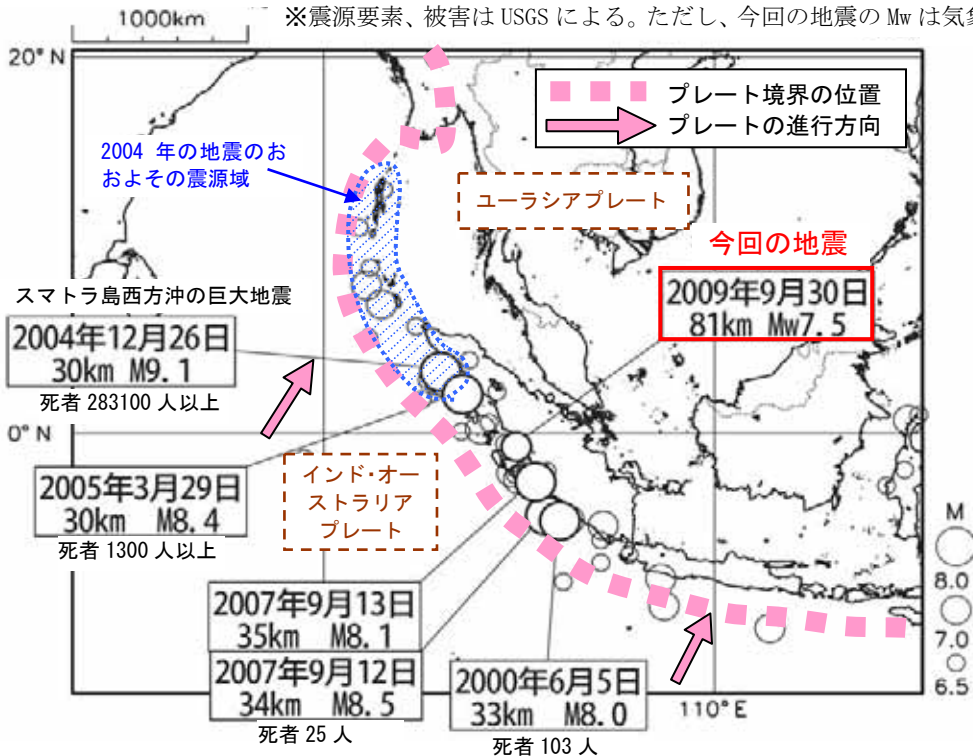 1000km
※震源要素、被害は USGS による。ただし、今回の地震の Mw は気象
20°N
プレート境界の位置
プレートの進行方向
2004 年の地震のお
およその震源域
ユーラシアプレート
今回の地震
2009年9月30日
81km Mw7.5
スマトラ島西方沖の巨大地震
2004年12月26日
30km M9.1
死者 283100 人以上
0°N
インド・オー
ストラリア
プレート
2005年3月29日
30km M8.4
死者 1300 人以上
M
8.0
7.0
6.5
2007年9月13日
35km M8.1
2007年9月12日
34km M8.5
死者 25 人
2000年6月5日
33km M8.0
死者 103 人
110°E